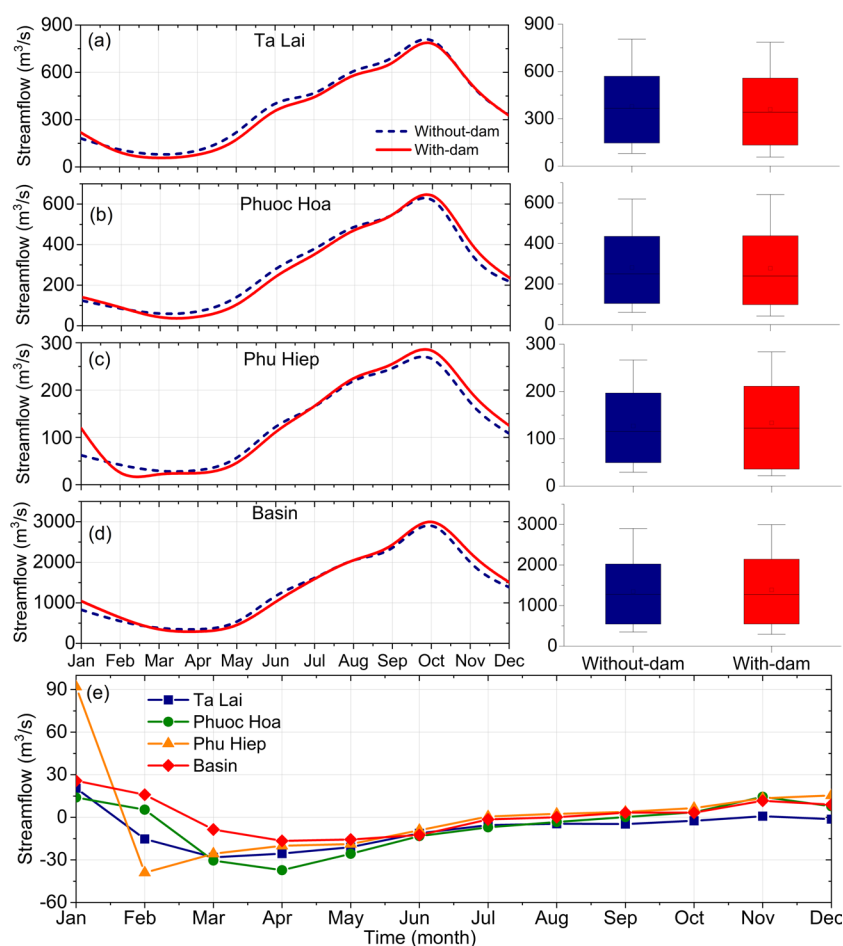 Streamflow (m³/s)
900
600
300
0
(a)
Ta Lai
Without-dam
With-dam
900
600
300
0
Streamflow (m³/s)
600
400
200
0
(b)
Phuoc Hoa
600
400
200
0
Streamflow (m³/s)
300
200
100
0
(c)
Phu Hiep
300
200
100
0
Streamflow (m³/s)
3000
2000
1000
0
(d)
Basin
Jan Feb Mar Apr May Jun Jul Aug Sep Oct Nov Dec
3000
2000
1000
0
Without-dam With-dam
Streamflow (m³/s)
90
60
30
0
-30
-60
(e)
Ta Lai
Phuoc Hoa
Phu Hiep
Basin
Jan Feb Mar Apr May Jun Jul Aug Sep Oct Nov Dec
Time (month)